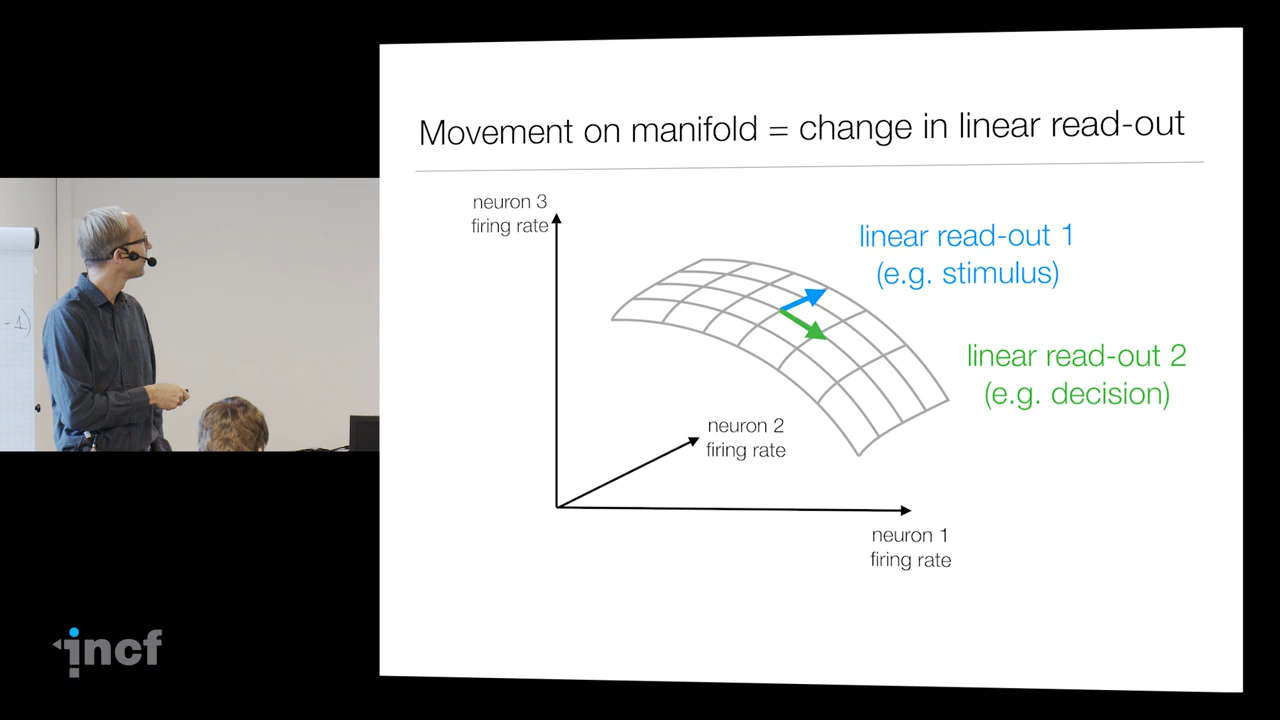 Movement on manifold = change in linear read-out
neuron 3
firing rate
linear read-out 1
(e.g. stimulus)
linear read-out 2
(e.g. decision)
neuron 2
firing rate
neuron 1
firing rate
-1)
incf